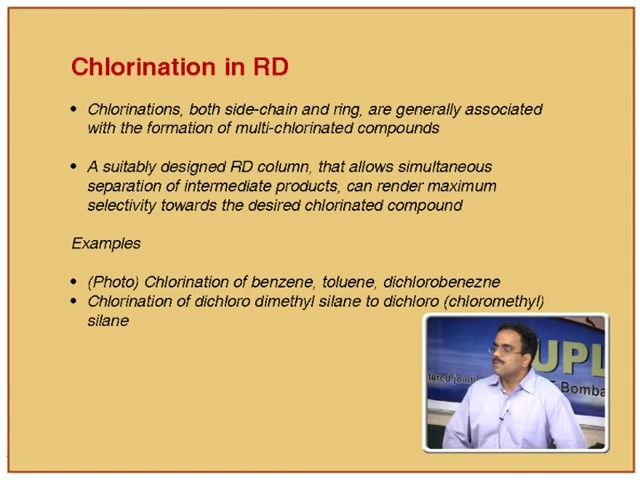 Chlorination in RD
• Chlorinations, both side-chain and ring, are generally associated
with the formation of multi-chlorinated compounds
• A suitably designed RD column, that allows simultaneous
separation of intermediate products, can render maximum
selectivity towards the desired chlorinated compound
Examples
• (Photo) Chlorination of benzene, toluene, dichlorobenezne
• Chlorination of dichloro dimethyl silane to dichloro (chloromethyl)
silane
UPL
Bomba